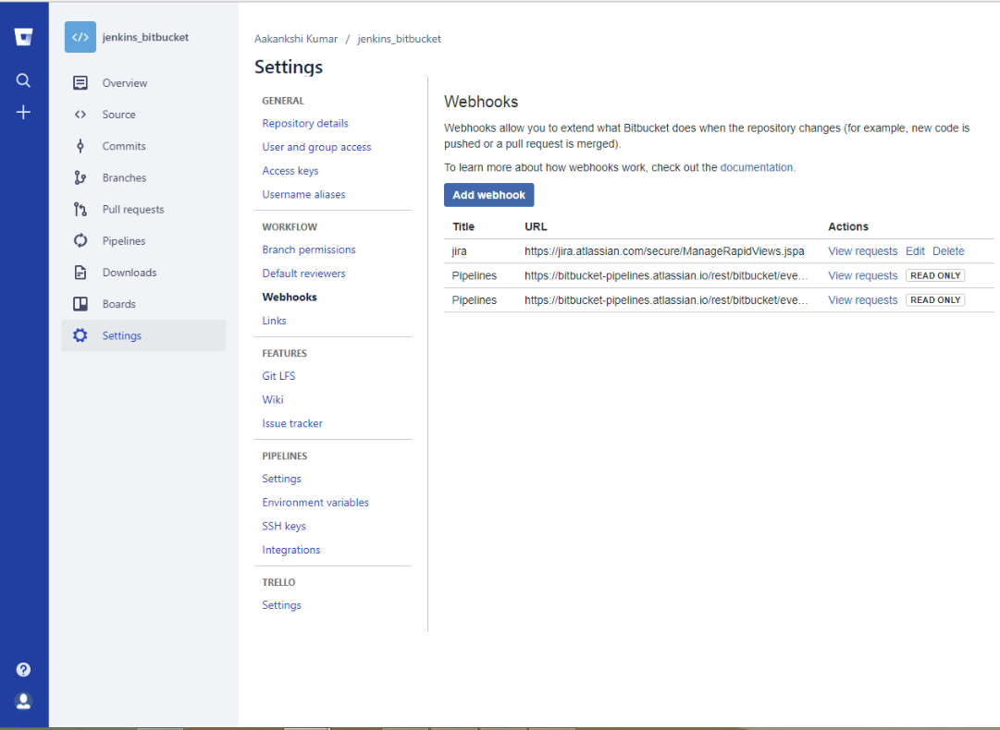 jenkins_bitbucket
Overview
Source
Commits
Branches
Pull requests
Pipelines
Downloads
Boards
Settings
Aakankshi Kumar / jenkins_bitbucket
Settings
GENERAL
Repository details
User and group access
Access keys
Username aliases
WORKFLOW
Branch permissions
Default reviewers
Webhooks
Links
FEATURES
Git LFS
Wiki
Issue tracker
PIPELINES
Settings
Environment variables
SSH keys
Integrations
TRELLO
Settings
Webhooks
Webhooks allow you to extend what Bitbucket does when the repository changes (for example, new code is
pushed or a pull request is merged).
To learn more about how webhooks work, check out the documentation.
Add webhook
Title URL Actions
jira https://jira.atlassian.com/secure/ManageRapidViews.jspa View requests Edit Delete
Pipelines https://bitbucket-pipelines.atlassian.io/rest/bitbucket/eve... View requests READ ONLY
Pipelines https://bitbucket-pipelines.atlassian.io/rest/bitbucket/eve... View requests READ ONLY